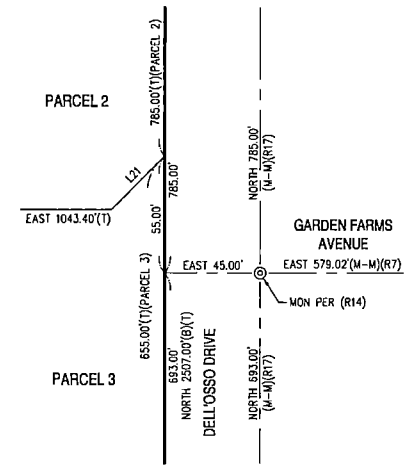 785.00'(T)(PARCEL 2)
PARCEL 2
L21
785.00'
NORTH 785.00'
(M-M)(R17)
EAST 1043.40'(T)
55.00'
GARDEN FARMS
AVENUE
EAST 45.00'
EAST 579.02'(M-M)(R7)
MON PER (R14)
655.00'(T)(PARCEL 3)
PARCEL 3
693.00'
NORTH 2507.00'(B)(T)
DELL'OSSO DRIVE
NORTH 693.00'
(M-M)(R17)